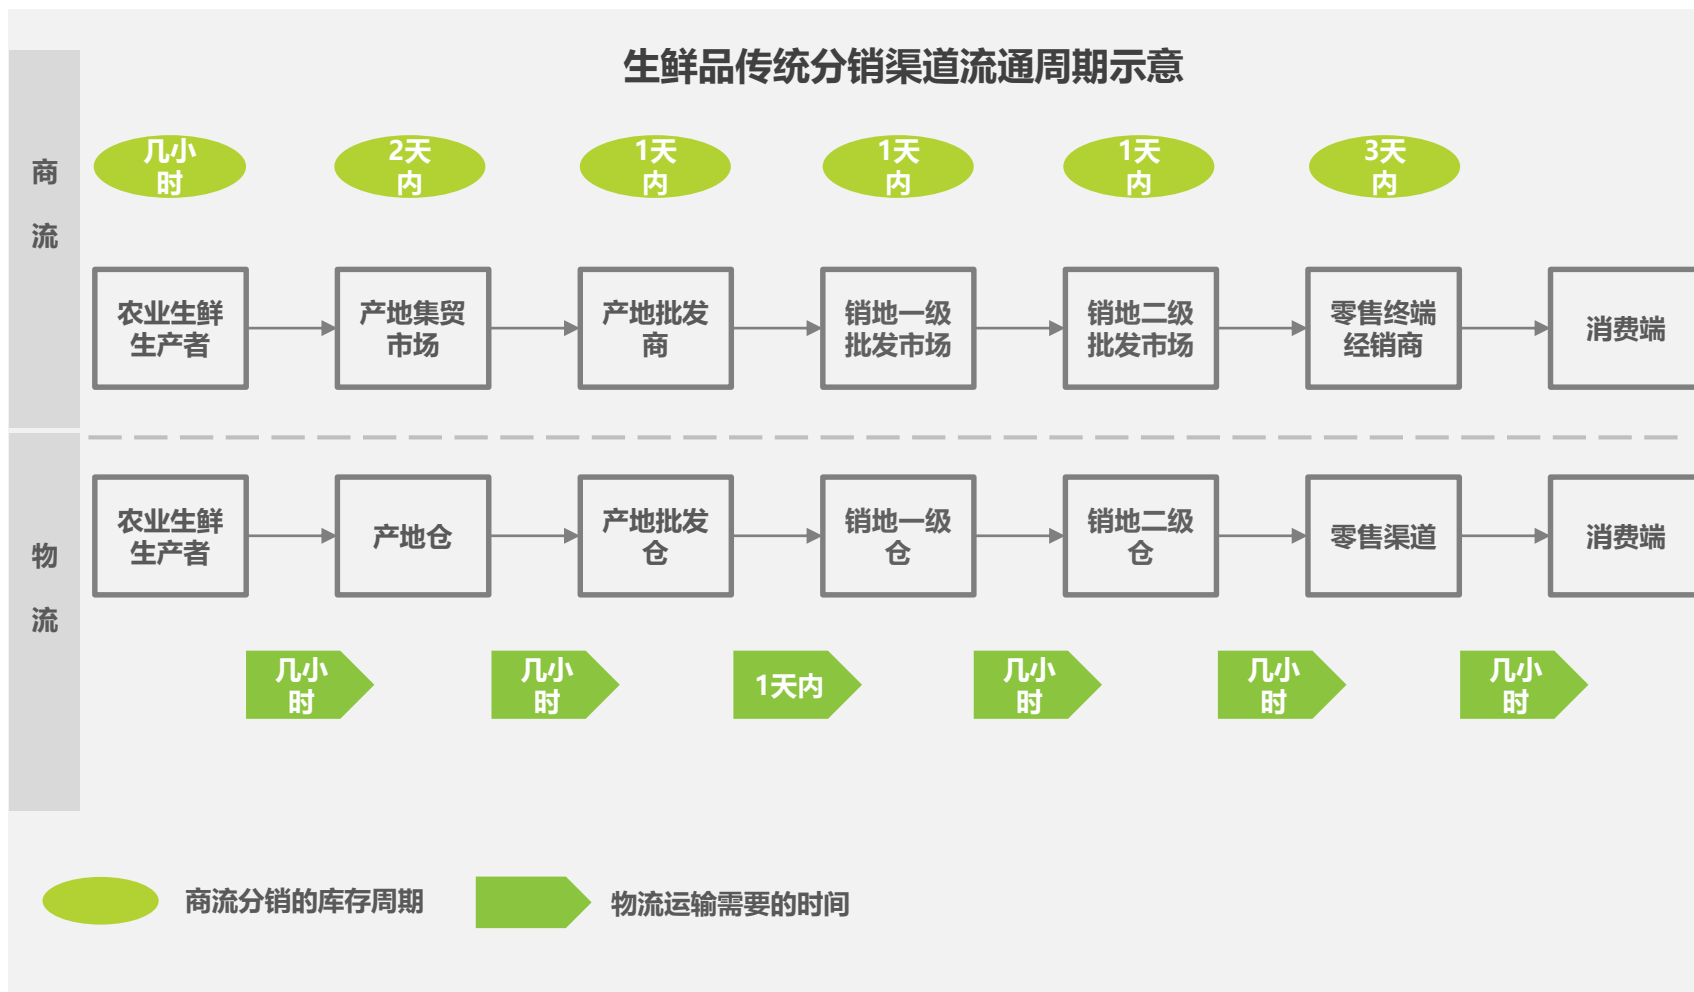 生鲜品传统分销渠道流通周期示意
商
流
几小
时
2天
内
1天
内
1天
内
1天
内
3天
内
农业生鲜
生产者
产地集贸
市场
产地批发
商
销地一级
批发市场
销地二级
批发市场
零售终端
经销商
消费端
物
流
农业生鲜
生产者
产地仓
产地批发
仓
销地一级
仓
销地二级
仓
零售渠道
消费端
几小
时
几小
时
1天内
几小
时
几小
时
几小
时
商流分销的库存周期
物流运输需要的时间